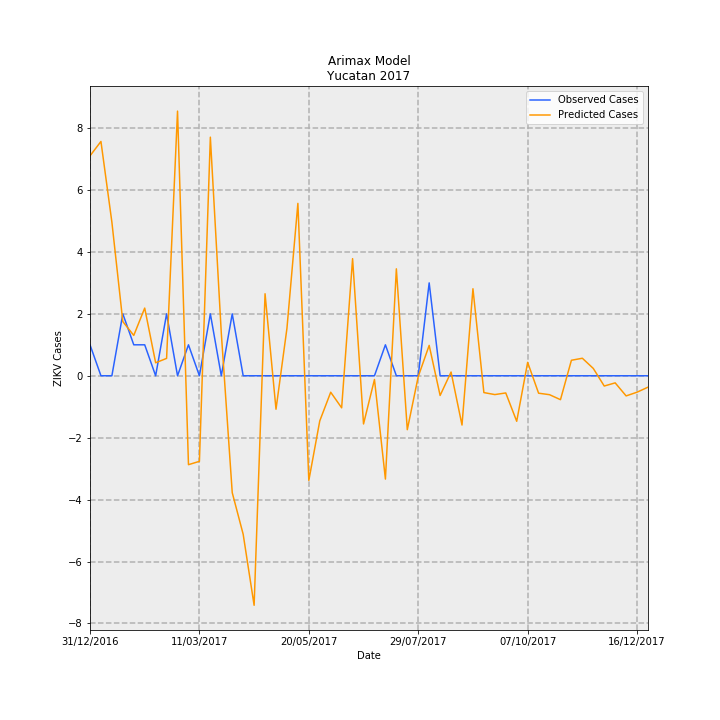 Arimax Model
Yucatan 2017
Observed Cases
Predicted Cases
ZIKV Cases
8
6
4
2
0
−2
−4
−6
−8
31/12/2016
11/03/2017
20/05/2017
29/07/2017
07/10/2017
16/12/2017
Date